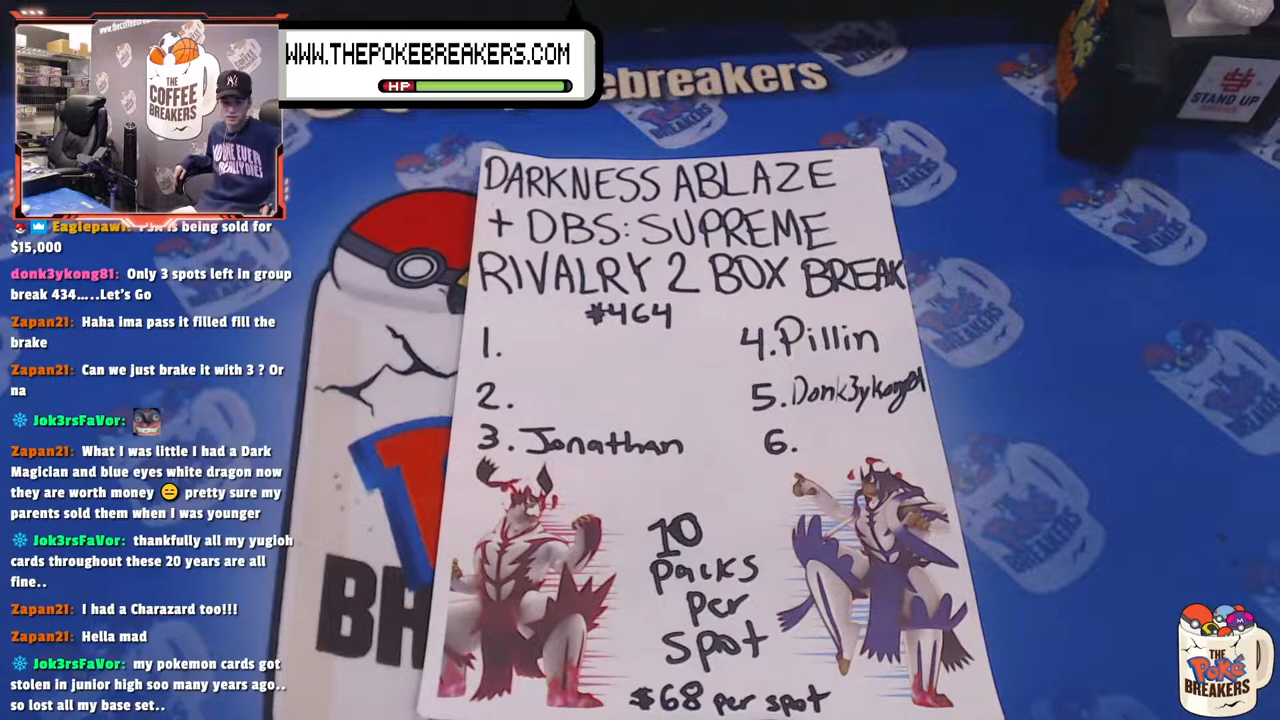 WWW.THEPOKEBREAKERS.COM
HP
THE
COFFEE
BREAKERS
ebreakers
STAND UP
DARKNESS ABLAZE
+ DBS: SUPREME
RIVALRY 2 BOX BREAK
#464
1.
2.
3. Jonathan
4. Pillin
5. Donk3ykong81
6.
10
packs
per
spot
$68 per spot
is being sold for
$15,000
donk3ykong81: Only 3 spots left in group
break 434.....Let's Go
Zapan21: Haha ima pass it filled fill the
brake
Zapan21: Can we just brake it with 3 ? Or
na
Jok3rsFaVor:
Zapan21: What I was little I had a Dark
Magician and blue eyes white dragon now
they are worth money 😑 pretty sure my
parents sold them when I was younger
Jok3rsFaVor: thankfully all my yugioh
cards throughout these 20 years are all
fine..
Zapan21: I had a Charazard too!!!
Zapan21: Hella mad
Jok3rsFaVor: my pokemon cards got
stolen in junior high soo many years ago..
so lost all my base set..
THE
Poké
BREAKERS